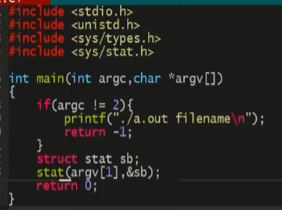 #include <stdio.h>
#include <unistd.h>
#include <sys/types.h>
#include <sys/stat.h>
int main(int argc,char *argv[])
{
if(argc != 2){
printf("./a.out filename\n");
return -1;
}
struct stat sb;
stat(argv[1],&sb);
return 0;
}